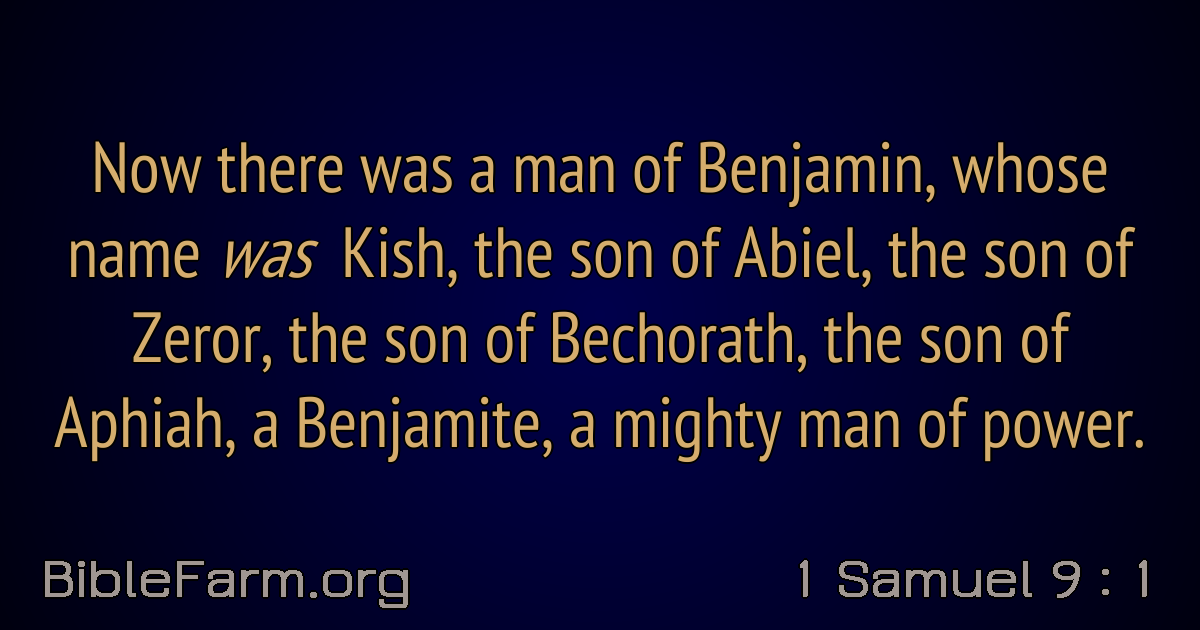 Now there was a man of Benjamin, whose
name was Kish, the son of Abiel, the son of
Zeror, the son of Bechorath, the son of
Aphiah, a Benjamite, a mighty man of power.
BibleFarm.org
1 Samuel 9 : 1